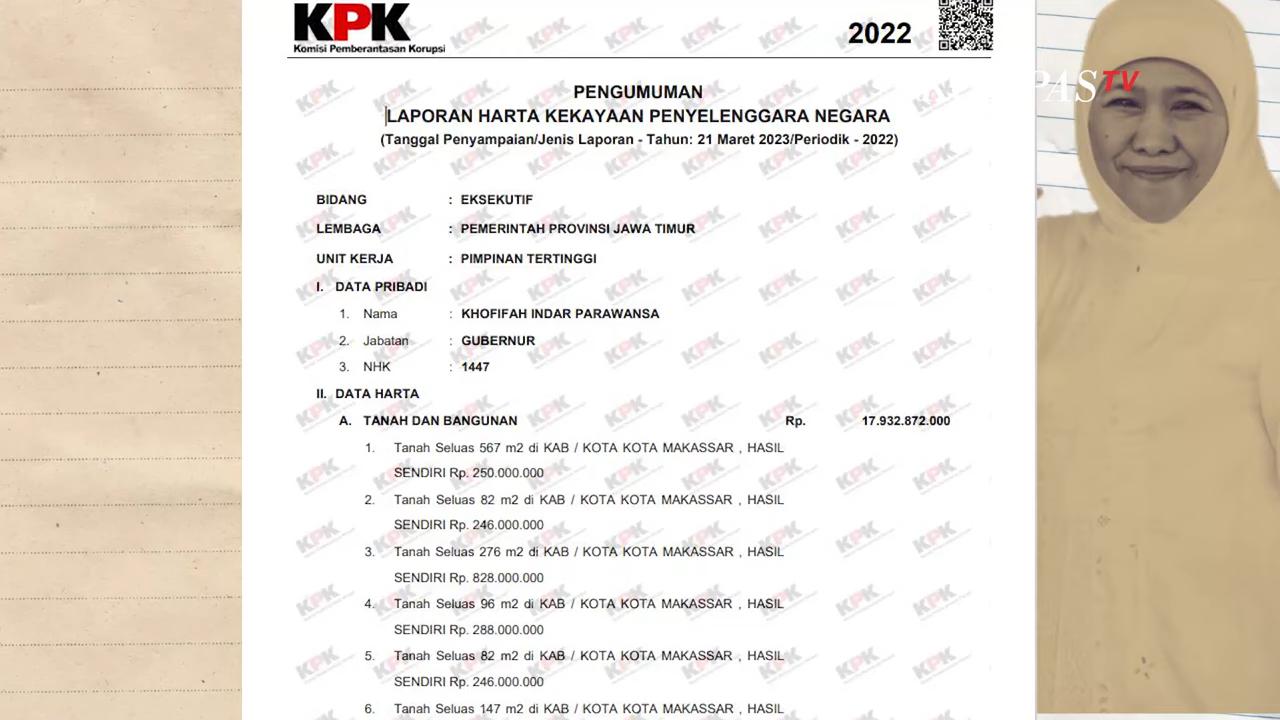 KPK
Komisi Pemberantasan Korupsi
2022
PAS TV
PENGUMUMAN
LAPORAN HARTA KEKAYAAN PENYELENGGARA NEGARA
(Tanggal Penyampaian/Jenis Laporan - Tahun: 21 Maret 2023/Periodik - 2022)
BIDANG : EKSEKUTIF
LEMBAGA : PEMERINTAH PROVINSI JAWA TIMUR
UNIT KERJA : PIMPINAN TERTINGGI
I. DATA PRIBADI
1. Nama : KHOFIFAH INDAR PARAWANSA
2. Jabatan : GUBERNUR
3. NHK : 1447
II. DATA HARTA
A. TANAH DAN BANGUNAN Rp. 17.932.872.000
1. Tanah Seluas 567 m2 di KAB / KOTA KOTA MAKASSAR , HASIL
SENDIRI Rp. 250.000.000
2. Tanah Seluas 82 m2 di KAB / KOTA KOTA MAKASSAR , HASIL
SENDIRI Rp. 246.000.000
3. Tanah Seluas 276 m2 di KAB / KOTA KOTA MAKASSAR , HASIL
SENDIRI Rp. 828.000.000
4. Tanah Seluas 96 m2 di KAB / KOTA KOTA MAKASSAR , HASIL
SENDIRI Rp. 288.000.000
5. Tanah Seluas 82 m2 di KAB / KOTA KOTA MAKASSAR , HASIL
SENDIRI Rp. 246.000.000
6. Tanah Seluas 147 m2 di KAB / KOTA KOTA MAKASSAR , HASIL